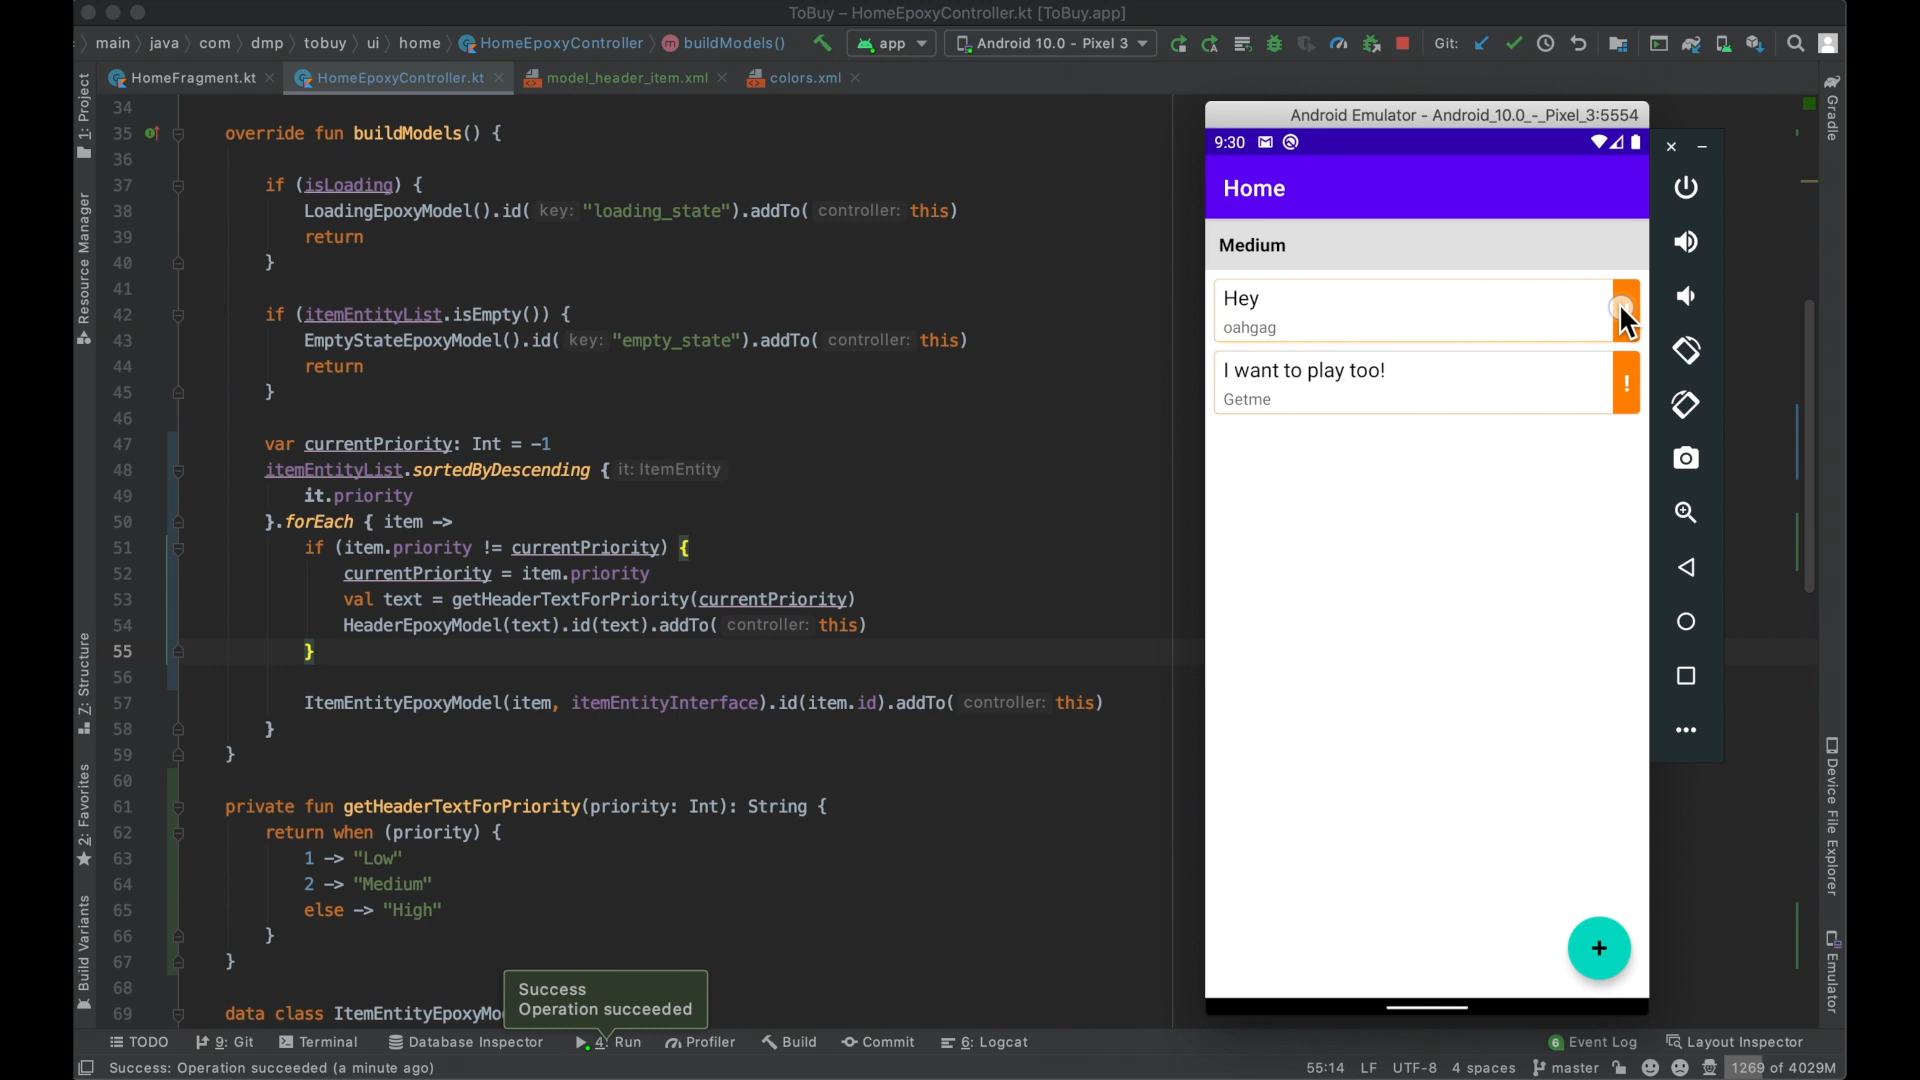 ToBuy – HomeEpoxyController.kt [ToBuy.app]
main java com dmp tobuy ui home HomeEpoxyController buildModels() app Android 10.0 - Pixel 3 Git:
HomeFragment.kt HomeEpoxyController.kt model_header_item.xml colors.xml
1: Project
Resource Manager
7: Structure
2: Favorites
Build Variants
34
35 override fun buildModels() {
36
37 if (isLoading) {
38 LoadingEpoxyModel().id( key: "loading_state").addTo( controller: this)
39 return
40 }
41
42 if (itemEntityList.isEmpty()) {
43 EmptyStateEpoxyModel().id( key: "empty_state").addTo( controller: this)
44 return
45 }
46
47 var currentPriority: Int = -1
48 itemEntityList.sortedByDescending { it: ItemEntity
49 it.priority
50 }.forEach { item ->
51 if (item.priority != currentPriority) {
52 currentPriority = item.priority
53 val text = getHeaderTextForPriority(currentPriority)
54 HeaderEpoxyModel(text).id(text).addTo( controller: this)
55 }
56
57 ItemEntityEpoxyModel(item, itemEntityInterface).id(item.id).addTo( controller: this)
58 }
59 }
60
61 private fun getHeaderTextForPriority(priority: Int): String {
62 return when (priority) {
63 1 -> "Low"
64 2 -> "Medium"
65 else -> "High"
66 }
67 }
68
69 data class ItemEntityEpoxyMo
Success
Operation succeeded
Android Emulator - Android_10.0_-_Pixel_3:5554
9:30
Home
Medium
Hey
oahgag
I want to play too!
Getme
!
+
Gradle
Device File Explorer
Emulator
TODO 9: Git Terminal Database Inspector 4: Run Profiler Build Commit 6: Logcat 6 Event Log Layout Inspector
Success: Operation succeeded (a minute ago) 55:14 LF UTF-8 4 spaces master 1269 of 4029M